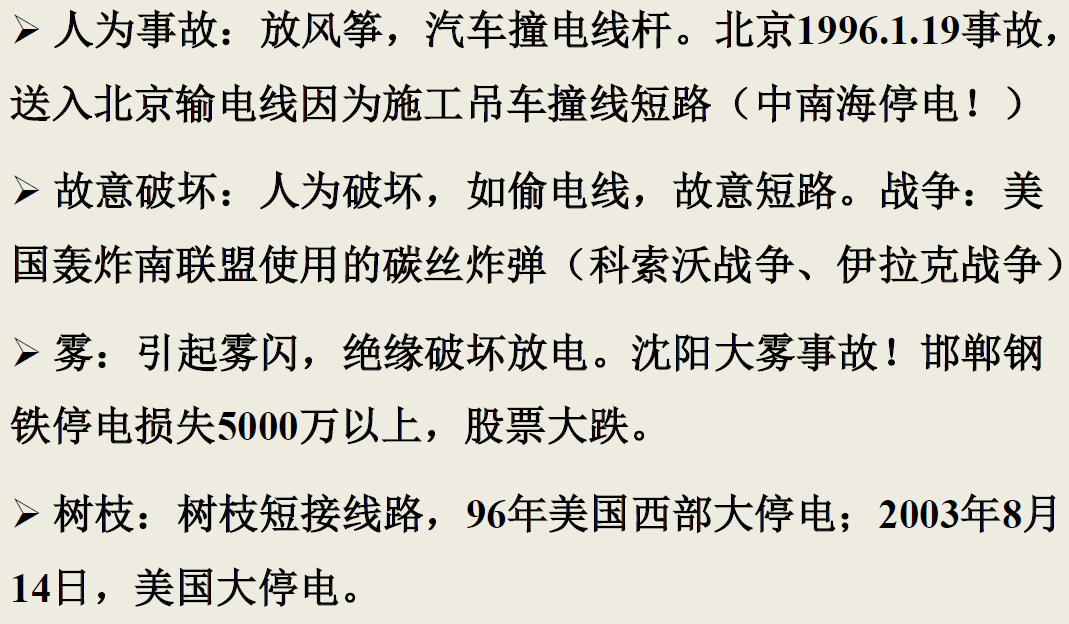 ➢ 人为事故：放风筝，汽车撞电线杆。北京1996.1.19事故，
送入北京输电线因为施工吊车撞线短路（中南海停电！）
➢ 故意破坏：人为破坏，如偷电线，故意短路。战争：美
国轰炸南联盟使用的碳丝炸弹（科索沃战争、伊拉克战争）
➢ 雾：引起雾闪，绝缘破坏放电。沈阳大雾事故！邯郸钢
铁停电损失5000万以上，股票大跌。
➢ 树枝：树枝短接线路，96年美国西部大停电；2003年8月
14日，美国大停电。